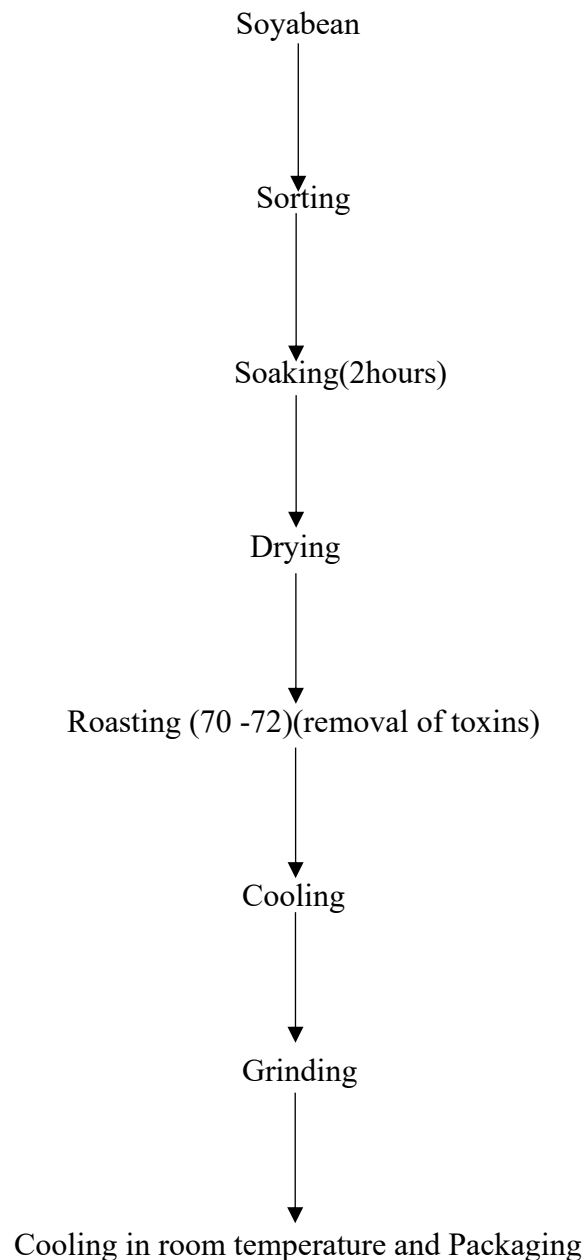 Soyabean
Sorting
Soaking(2hours)
Drying
Roasting (70 -72)(removal of toxins)
Cooling
Grinding
Cooling in room temperature and Packaging